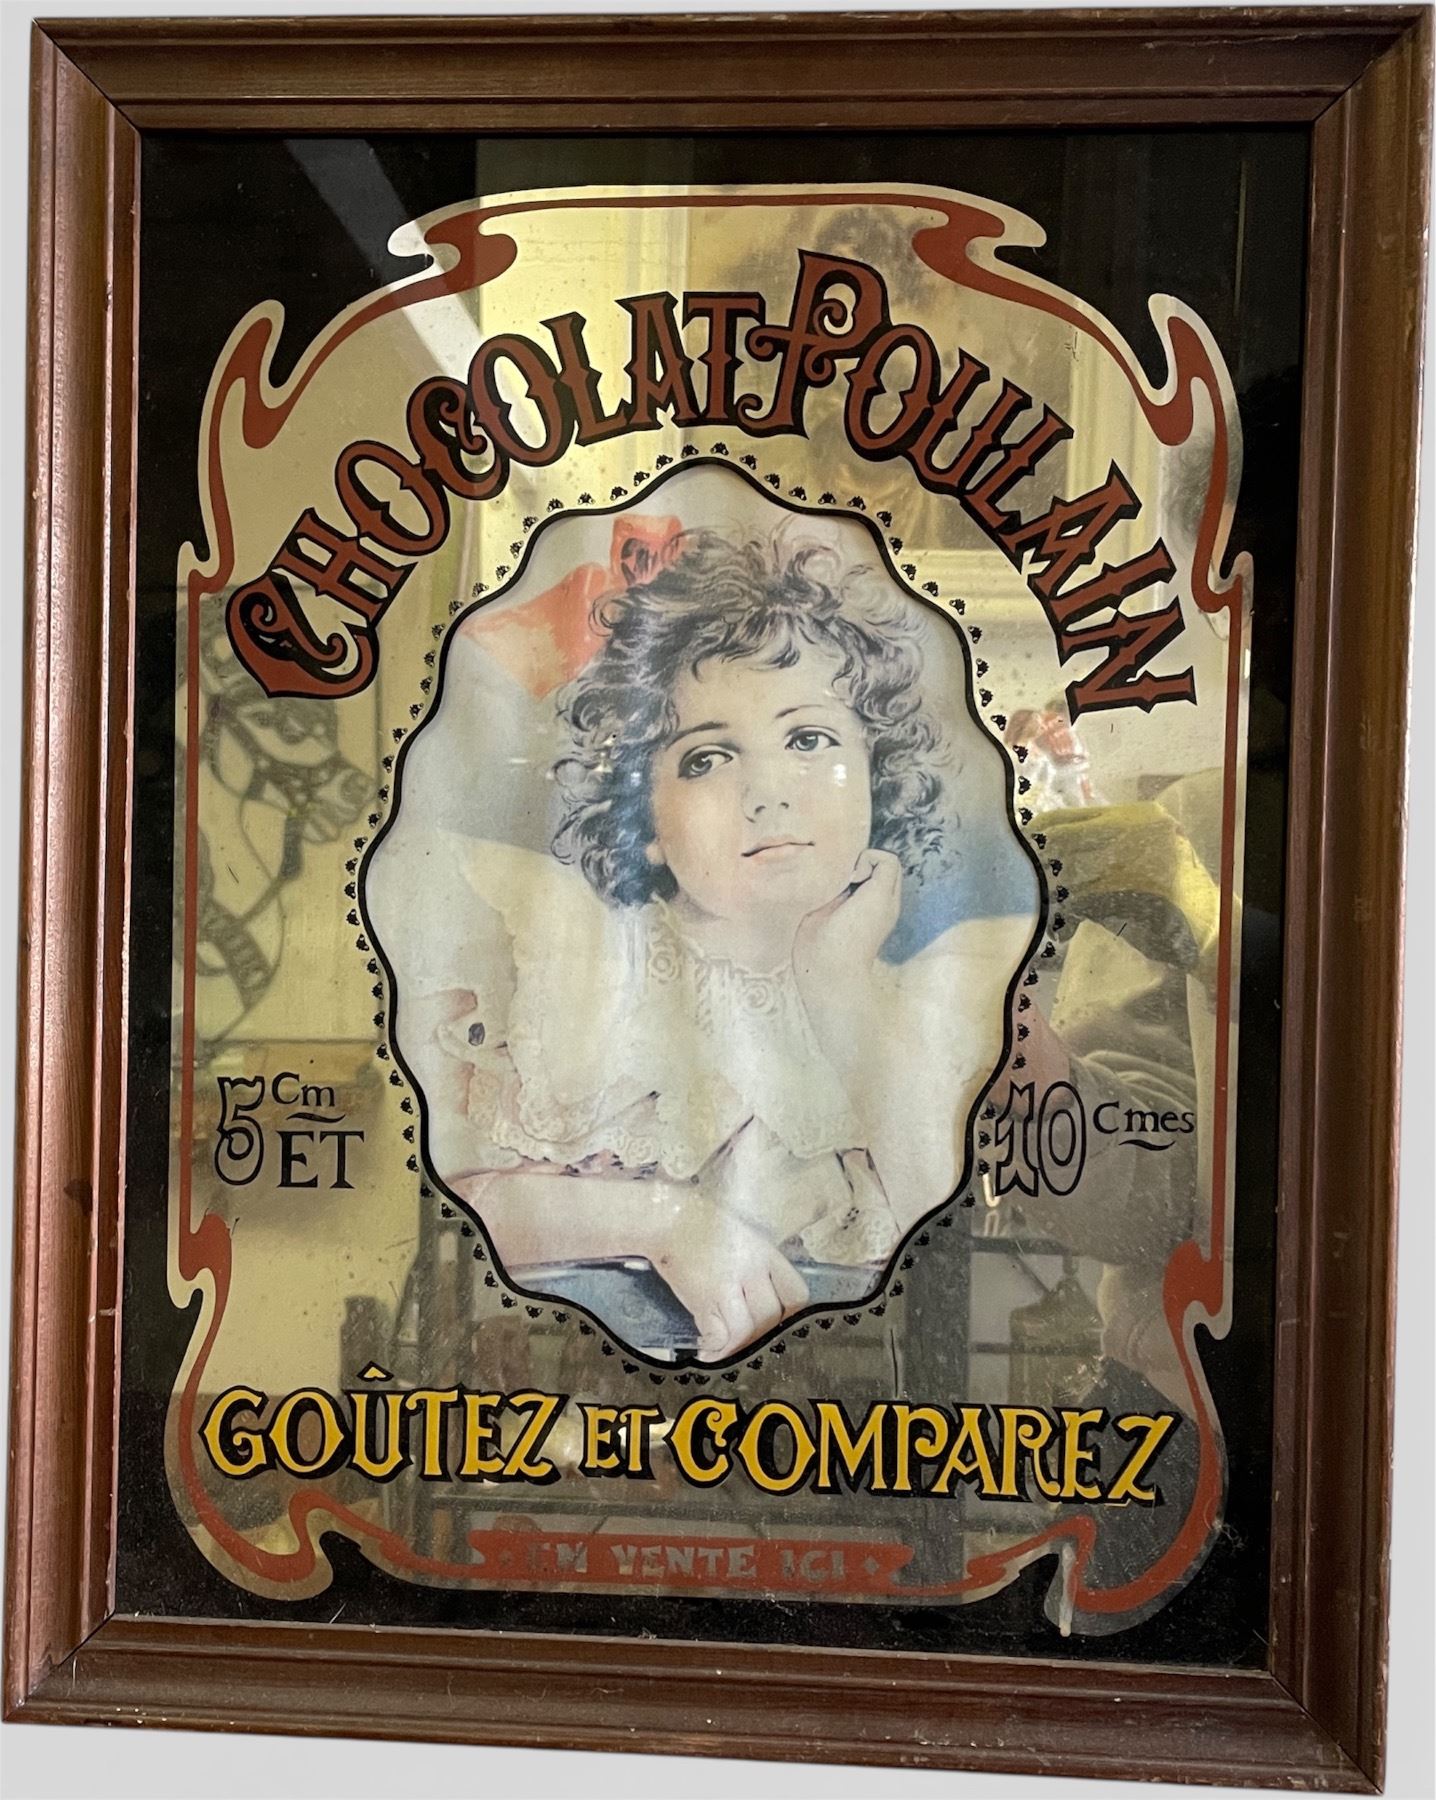 CHOCOLAT POULAIN
5 Cm ET 10 Cmes
GOÛTEZ ET COMPAREZ
EN VENTE ICI